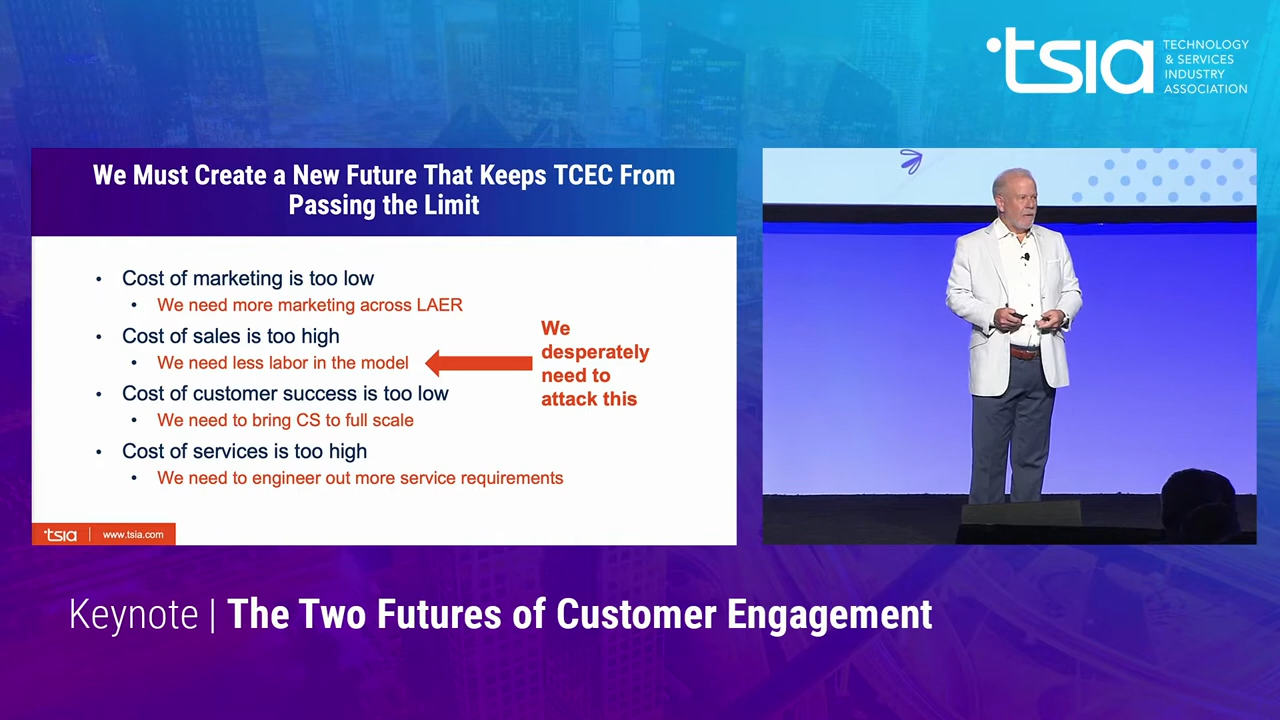 tsia
TECHNOLOGY
& SERVICES
INDUSTRY
ASSOCIATION
We Must Create a New Future That Keeps TCEC From
Passing the Limit
• Cost of marketing is too low
• We need more marketing across LAER
• Cost of sales is too high
• We need less labor in the model
• Cost of customer success is too low
• We need to bring CS to full scale
• Cost of services is too high
• We need to engineer out more service requirements
We
desperately
need to
attack this
tsia | www.tsia.com
Keynote | The Two Futures of Customer Engagement